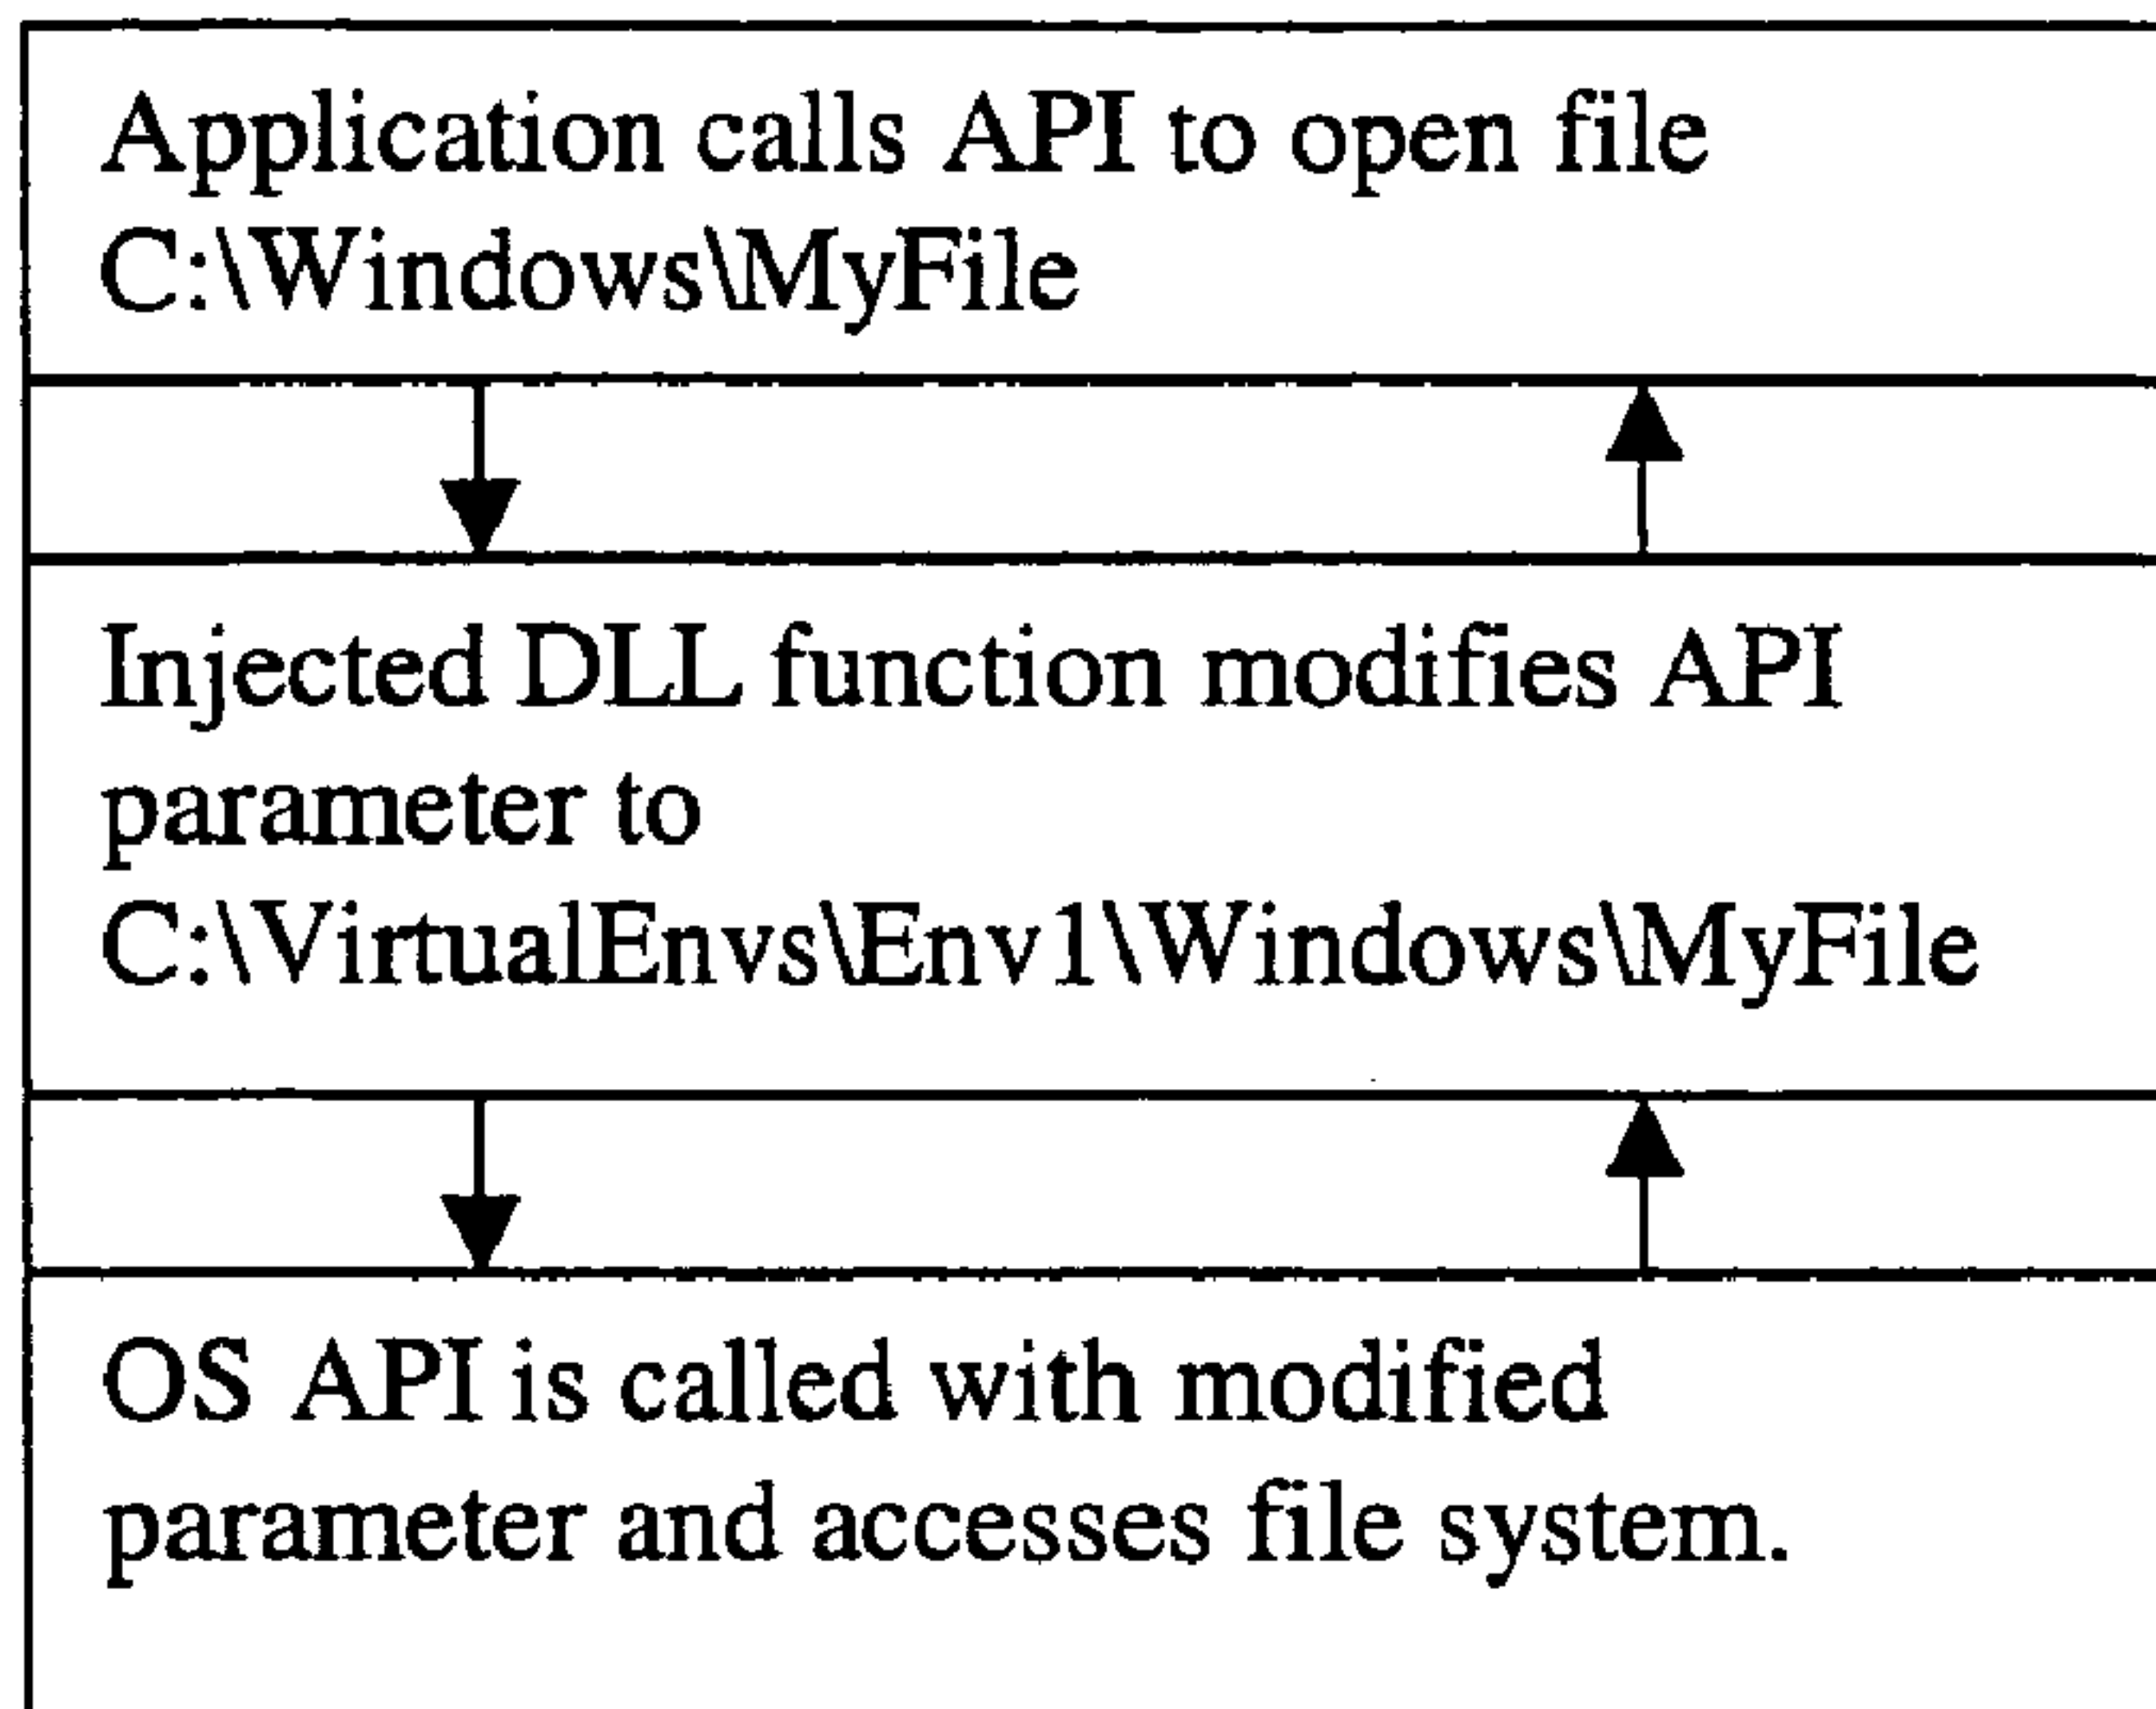 Application calls API to open file
C:\Windows\MyFile
Injected DLL function modifies API
parameter to
C:\VirtualEnvs\Env1\Windows\MyFile
OS API is called with modified
parameter and accesses file system.